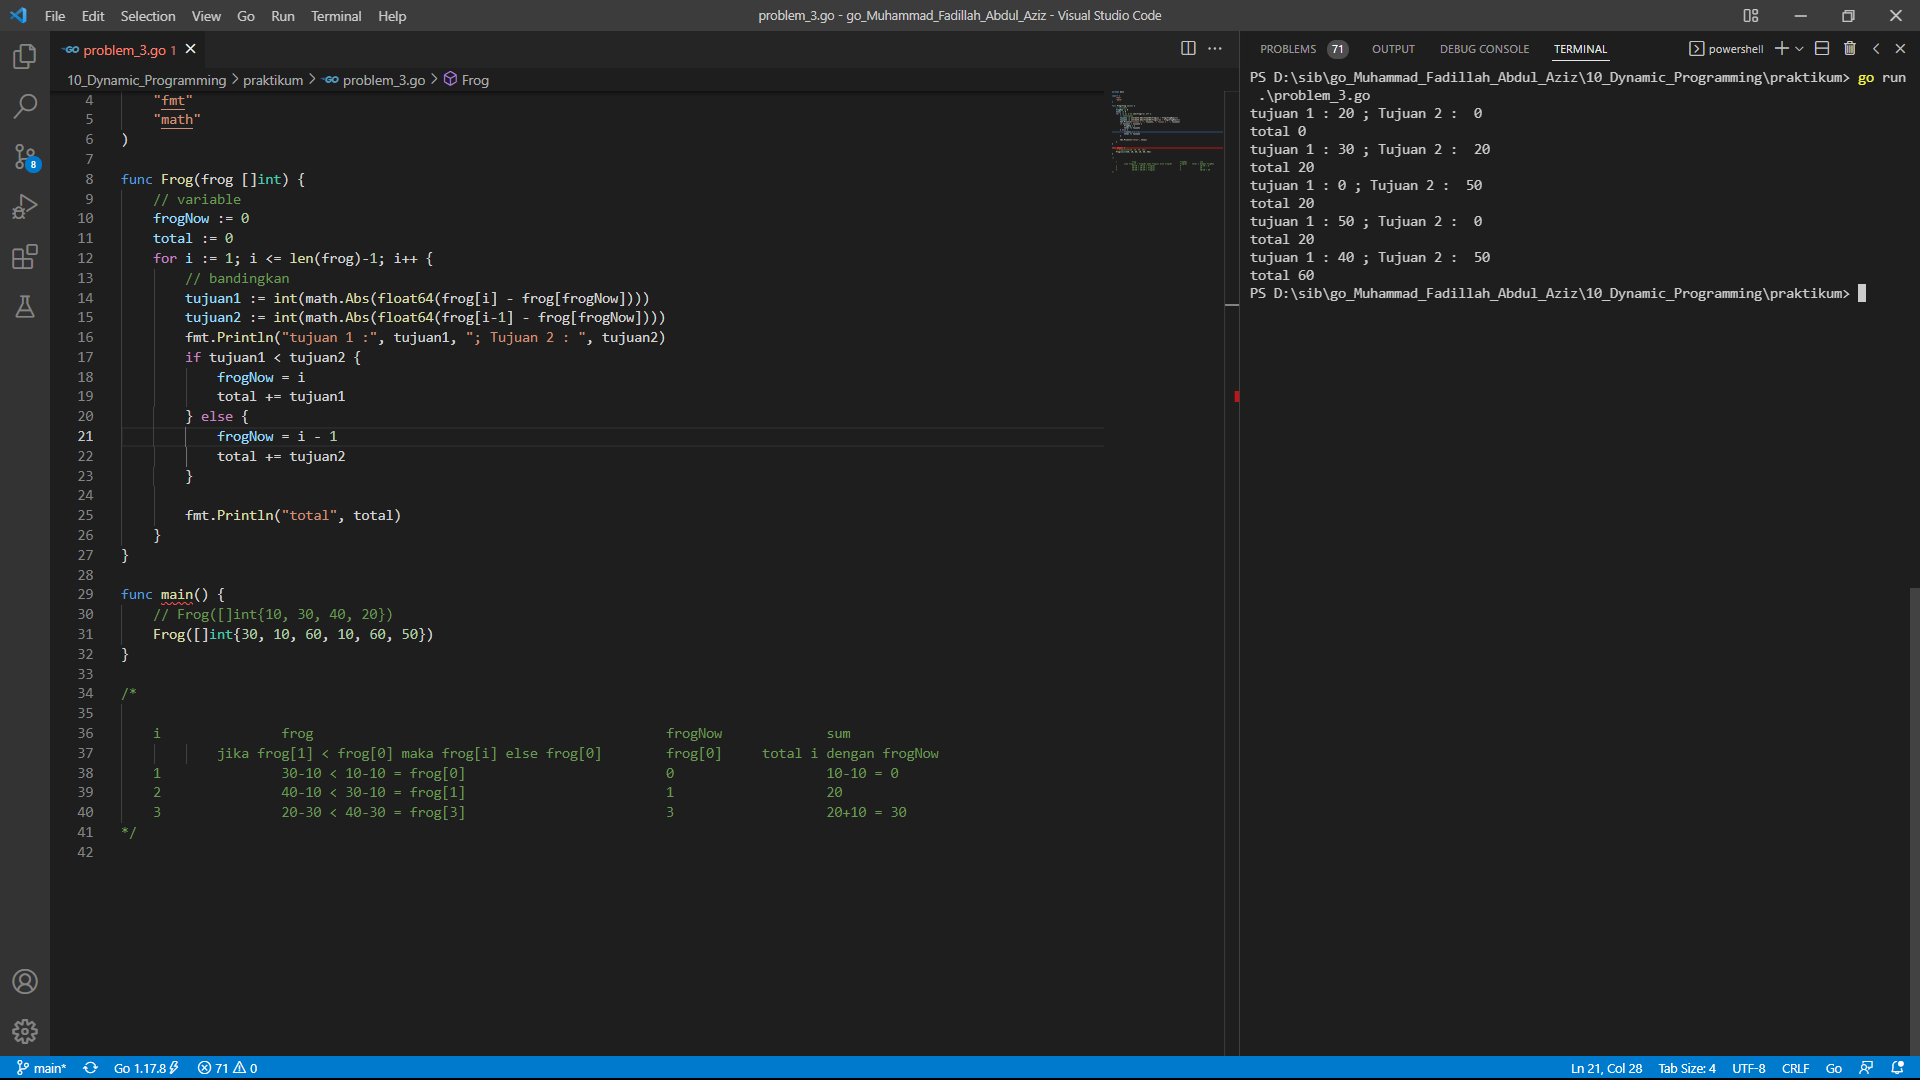 File Edit Selection View Go Run Terminal Help
problem_3.go - go_Muhammad_Fadillah_Abdul_Aziz - Visual Studio Code
problem_3.go 1
10_Dynamic_Programming > praktikum > problem_3.go > Frog
4 "fmt"
5 "math"
6 )
7
8 func Frog(frog []int) {
9 // variable
10 frogNow := 0
11 total := 0
12 for i := 1; i <= len(frog)-1; i++ {
13 // bandingkan
14 tujuan1 := int(math.Abs(float64(frog[i] - frog[frogNow])))
15 tujuan2 := int(math.Abs(float64(frog[i-1] - frog[frogNow])))
16 fmt.Println("tujuan 1 :", tujuan1, "; Tujuan 2 : ", tujuan2)
17 if tujuan1 < tujuan2 {
18 frogNow = i
19 total += tujuan1
20 } else {
21 frogNow = i - 1
22 total += tujuan2
23 }
24
25 fmt.Println("total", total)
26 }
27 }
28
29 func main() {
30 // Frog([]int{10, 30, 40, 20})
31 Frog([]int{30, 10, 60, 10, 60, 50})
32 }
33
34 /*
35
36 i frog frogNow sum
37 jika frog[1] < frog[0] maka frog[i] else frog[0] frog[0] total i dengan frogNow
38 1 30-10 < 10-10 = frog[0] 0 10-10 = 0
39 2 40-10 < 30-10 = frog[1] 1 20
40 3 20-30 < 40-30 = frog[3] 3 20+10 = 30
41 */
42
PROBLEMS 71 OUTPUT DEBUG CONSOLE TERMINAL powershell
PS D:\sib\go_Muhammad_Fadillah_Abdul_Aziz\10_Dynamic_Programming\praktikum> go run
.\problem_3.go
tujuan 1 : 20 ; Tujuan 2 :  0
total 0
tujuan 1 : 30 ; Tujuan 2 :  20
total 20
tujuan 1 : 0 ; Tujuan 2 :  50
total 20
tujuan 1 : 50 ; Tujuan 2 :  0
total 20
tujuan 1 : 40 ; Tujuan 2 :  50
total 60
PS D:\sib\go_Muhammad_Fadillah_Abdul_Aziz\10_Dynamic_Programming\praktikum>
8
main* Go 1.17.8 71 0 Ln 21, Col 28 Tab Size: 4 UTF-8 CRLF Go